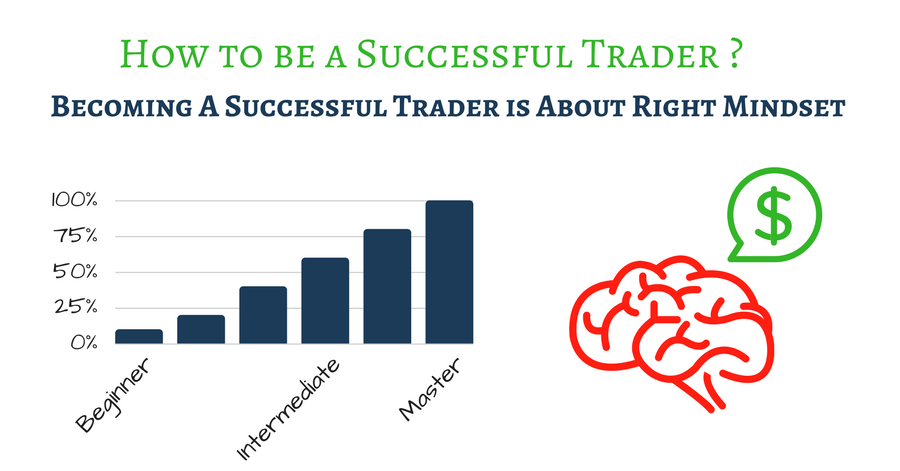 How to be a Successful Trader ?
Becoming A Successful Trader is About Right Mindset
100%
75%
50%
25%
0%
Beginner
Intermediate
Master
$